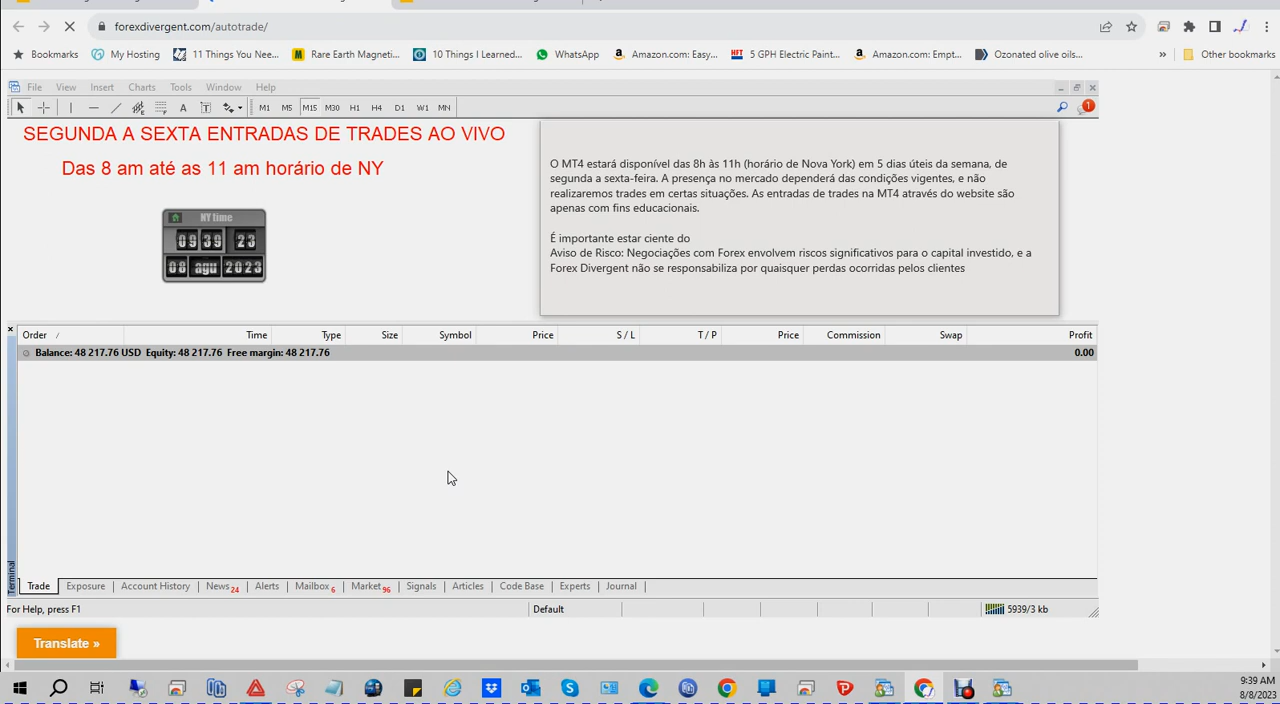 forexdivergent.com/autotrade/
Bookmarks My Hosting 11 Things You Nee... Rare Earth Magneti... 10 Things I Learned... WhatsApp Amazon.com: Easy... HFT 5 GPH Electric Paint... Amazon.com: Empt... Ozonated olive oils... » Other bookmarks
File View Insert Charts Tools Window Help
A T M1 M5 M15 M30 H1 H4 D1 W1 MN 1
SEGUNDA A SEXTA ENTRADAS DE TRADES AO VIVO
Das 8 am até as 11 am horário de NY
NY time
09 39 23
08 agu 2023
O MT4 estará disponível das 8h às 11h (horário de Nova York) em 5 dias úteis da semana, de
segunda a sexta-feira. A presença no mercado dependerá das condições vigentes, e não
realizaremos trades em certas situações. As entradas de trades na MT4 através do website são
apenas com fins educacionais.
É importante estar ciente do
Aviso de Risco: Negociações com Forex envolvem riscos significativos para o capital investido, e a
Forex Divergent não se responsabiliza por quaisquer perdas ocorridas pelos clientes
Order / Time Type Size Symbol Price S / L T / P Price Commission Swap Profit
Balance: 48 217.76 USD Equity: 48 217.76 Free margin: 48 217.76 0.00
Terminal
Trade Exposure Account History News 24 Alerts Mailbox 6 Market 96 Signals Articles Code Base Experts Journal
For Help, press F1 Default 5939/3 kb
Translate »
9:39 AM
8/8/2023